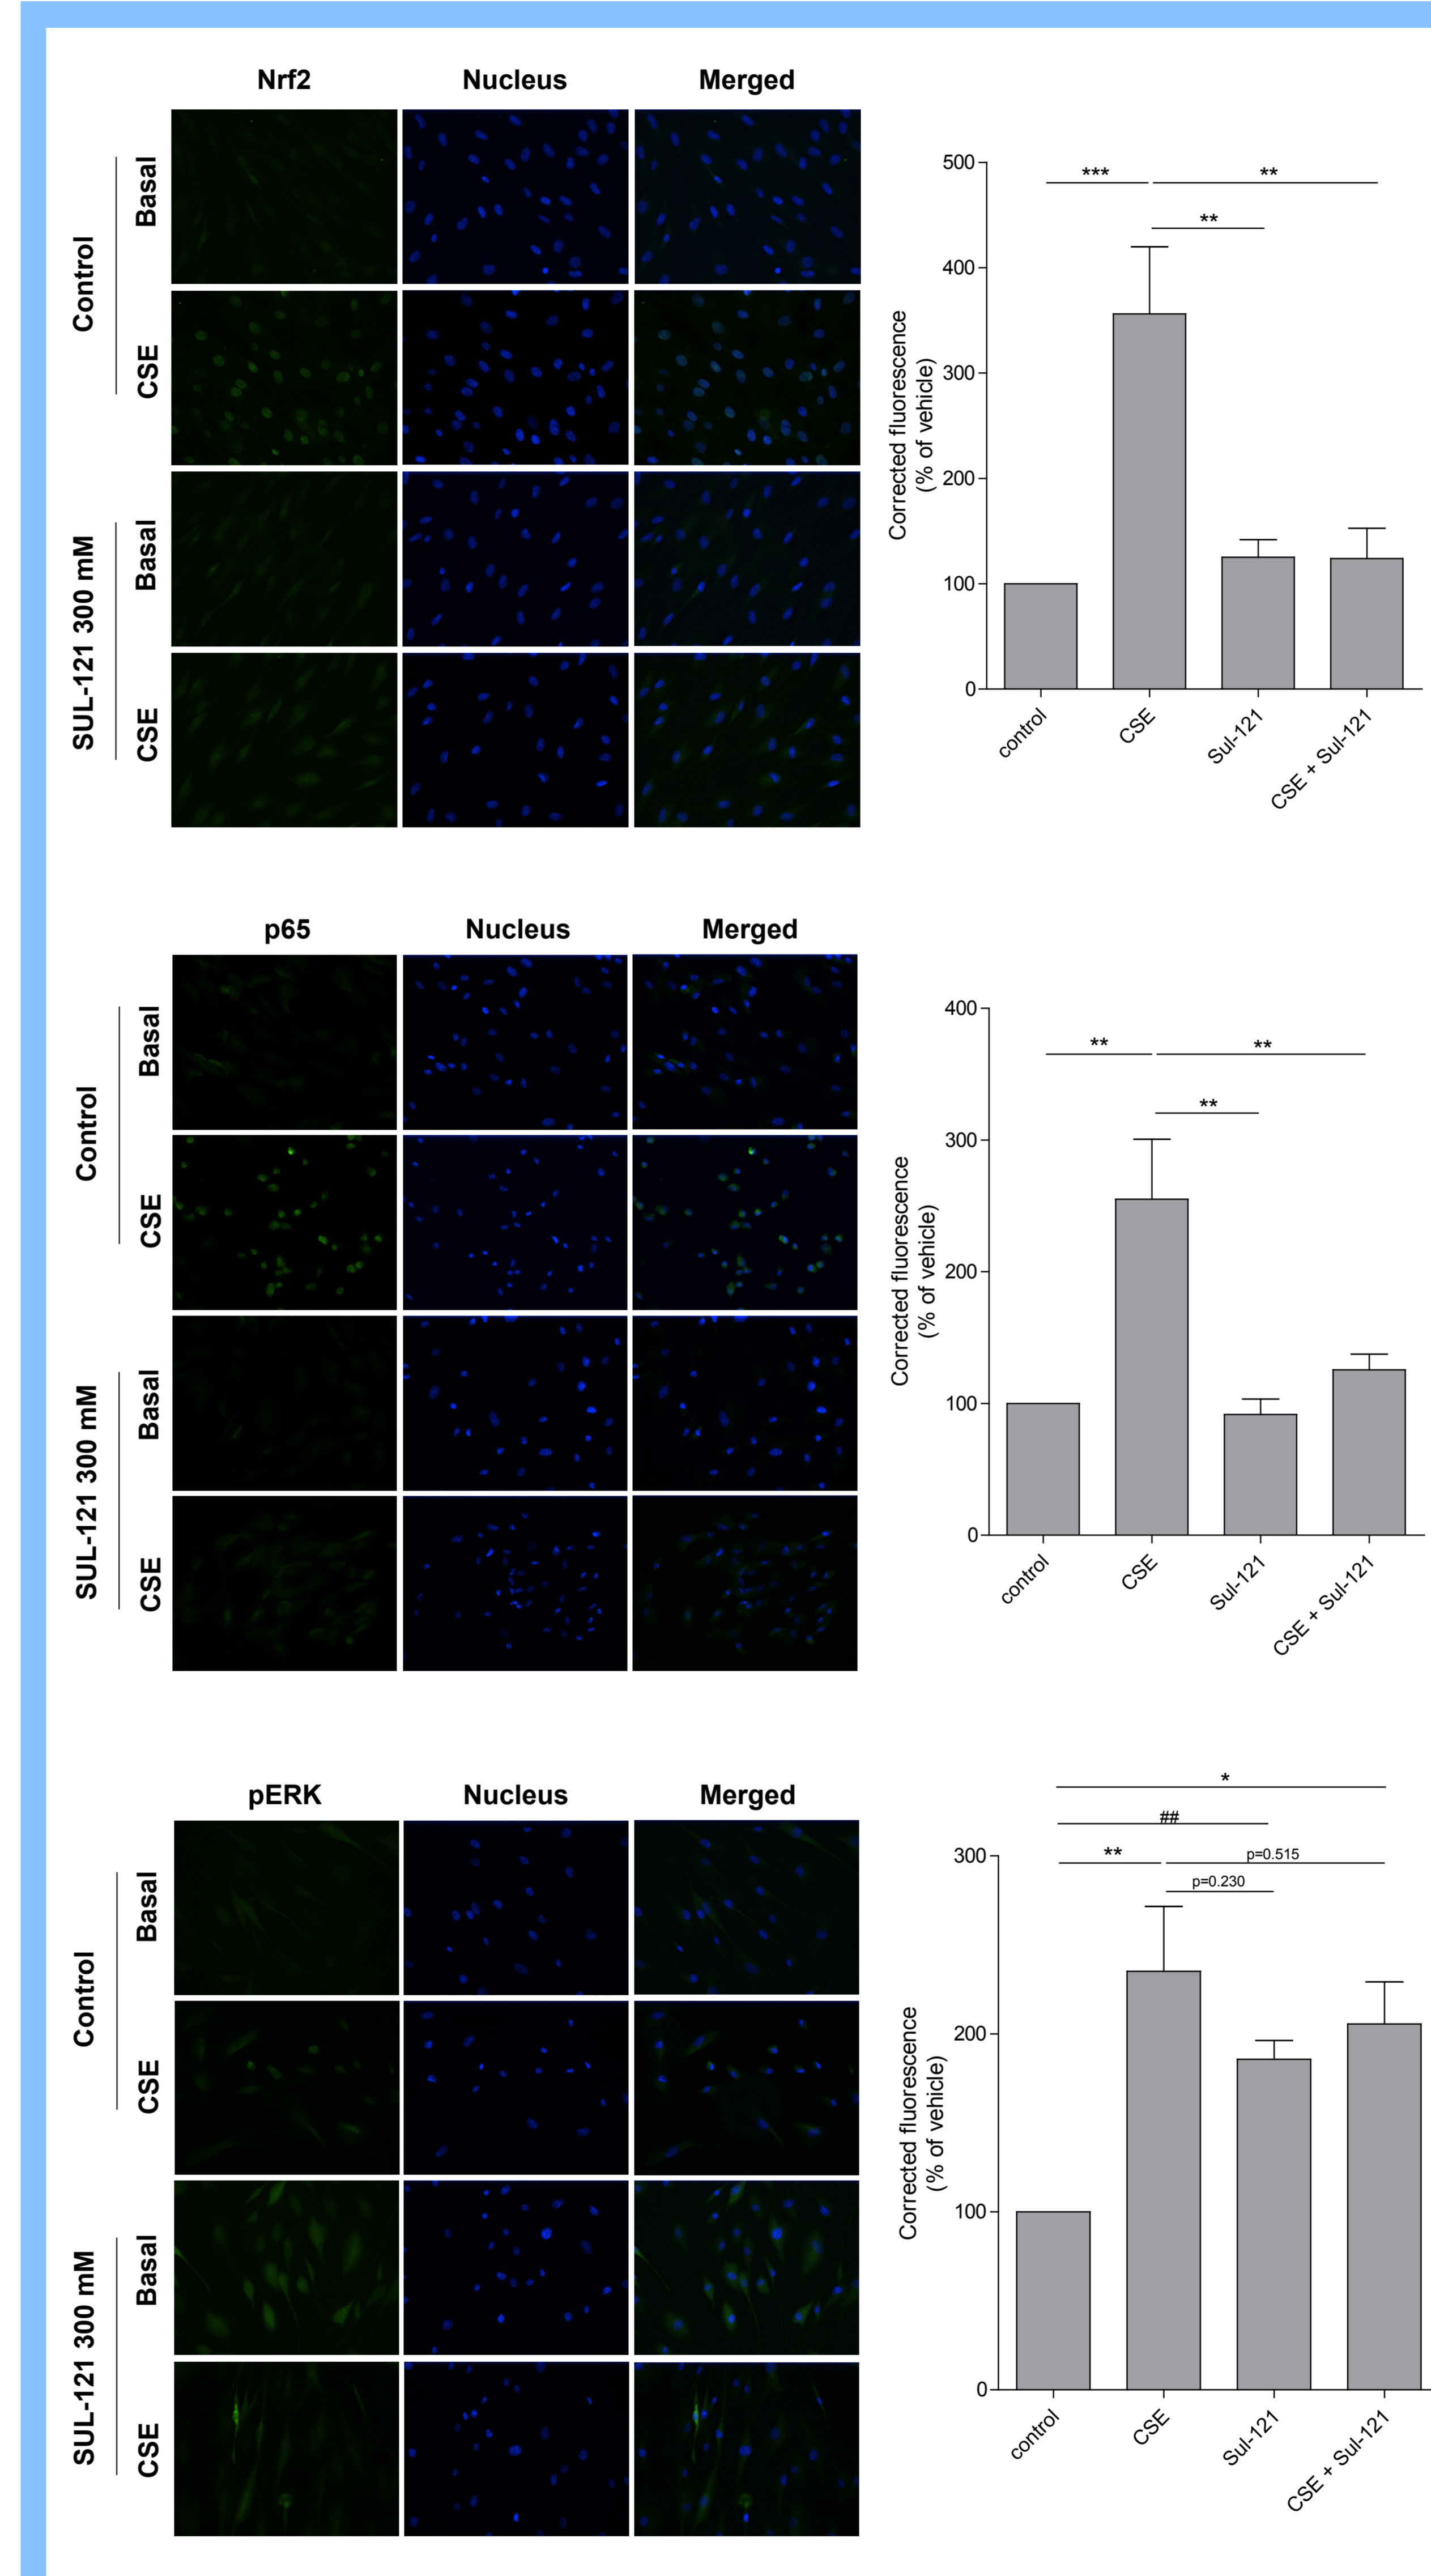 Nrf2 Nucleus Merged
Control
Basal
CSE
SUL-121 300 mM
Basal
CSE
Corrected fluorescence
(% of vehicle)
500
400
300
200
100
0
*** **
**
control CSE Sul-121 CSE + Sul-121
p65 Nucleus Merged
Control
Basal
CSE
SUL-121 300 mM
Basal
CSE
Corrected fluorescence
(% of vehicle)
400
300
200
100
0
** **
**
control CSE Sul-121 CSE + Sul-121
pERK Nucleus Merged
Control
Basal
CSE
SUL-121 300 mM
Basal
CSE
Corrected fluorescence
(% of vehicle)
300
200
100
0
*
##
** p=0.515
p=0.230
control CSE Sul-121 CSE + Sul-121